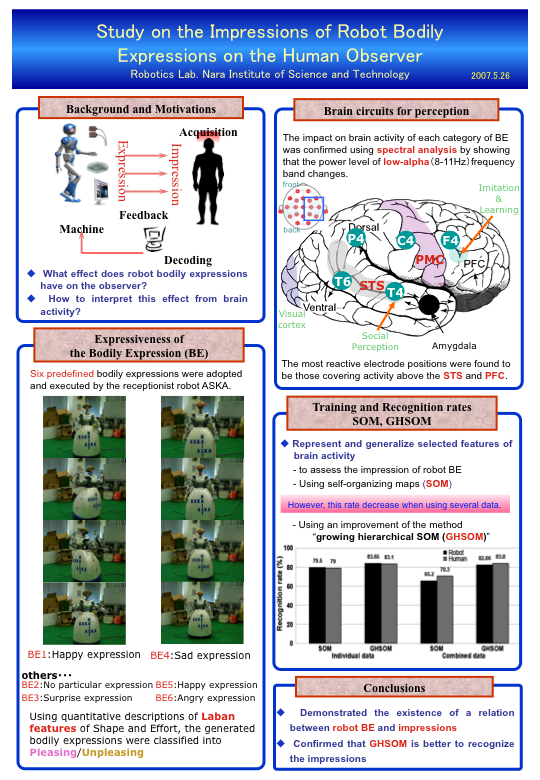 Study on the Impressions of Robot Bodily
Expressions on the Human Observer
Robotics Lab. Nara Institute of Science and Technology
2007.5.26
Background and Motivations
Acquisition
Expression
Impression
Feedback
Machine
Decoding
◆ What effect does robot bodily expressions
have on the observer?
◆ How to interpret this effect from brain
activity?
Expressiveness of
the Bodily Expression (BE)
Six predefined bodily expressions were adopted
and executed by the receptionist robot ASKA.
BE1:Happy expression
BE4:Sad expression
others･･･
BE2:No particular expression
BE5:Happy expression
BE3:Surprise expression
BE6:Angry expression
Using quantitative descriptions of Laban
features of Shape and Effort, the generated
bodily expressions were classified into
Pleasing/Unpleasing
Brain circuits for perception
The impact on brain activity of each category of BE
was confirmed using spectral analysis by showing
that the power level of low-alpha(8-11Hz)frequency
band changes.
front
back
Imitation
&
Learning
Dorsal
P4
C4
F4
PMC
PFC
T6
STS
T4
Visual
cortex
Ventral
Social
Perception
Amygdala
The most reactive electrode positions were found to
be those covering activity above the STS and PFC.
Training and Recognition rates
SOM, GHSOM
◆ Represent and generalize selected features of
brain activity
- to assess the impression of robot BE
- Using self-organizing maps (SOM)
However, this rate decrease when using several data.
- Using an improvement of the method
“growing hierarchical SOM (GHSOM)”
Recognition rate (%)
100
80
60
40
20
0
Robot
Human
79.5
79
83.65
83.1
65.2
70.3
82.86
83.8
SOM
GHSOM
SOM
GHSOM
Individual data
Combined data
Conclusions
◆ Demonstrated the existence of a relation
between robot BE and impressions
◆ Confirmed that GHSOM is better to recognize
the impressions